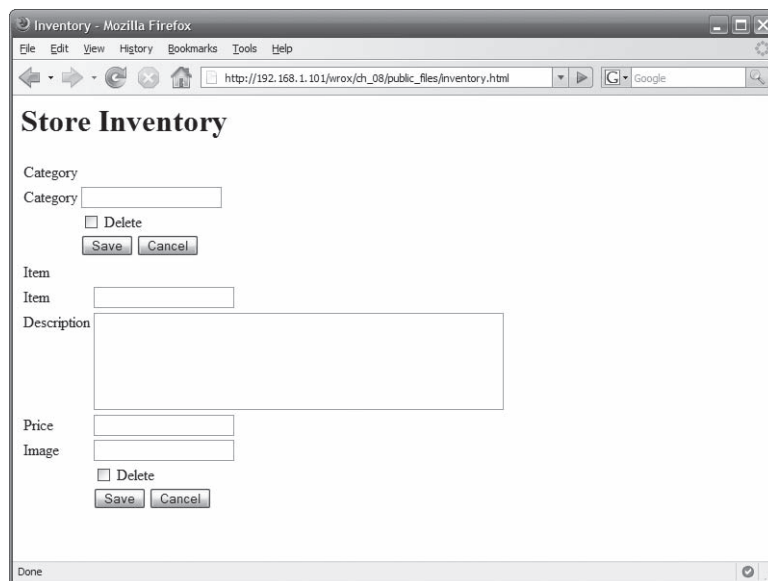 Inventory - Mozilla Firefox
File Edit View History Bookmarks Tools Help
http://192.168.1.101/wrox/ch_08/public_files/inventory.html
G Google
Store Inventory
Category
Category
Delete
Save Cancel
Item
Item
Description
Price
Image
Delete
Save Cancel
Done